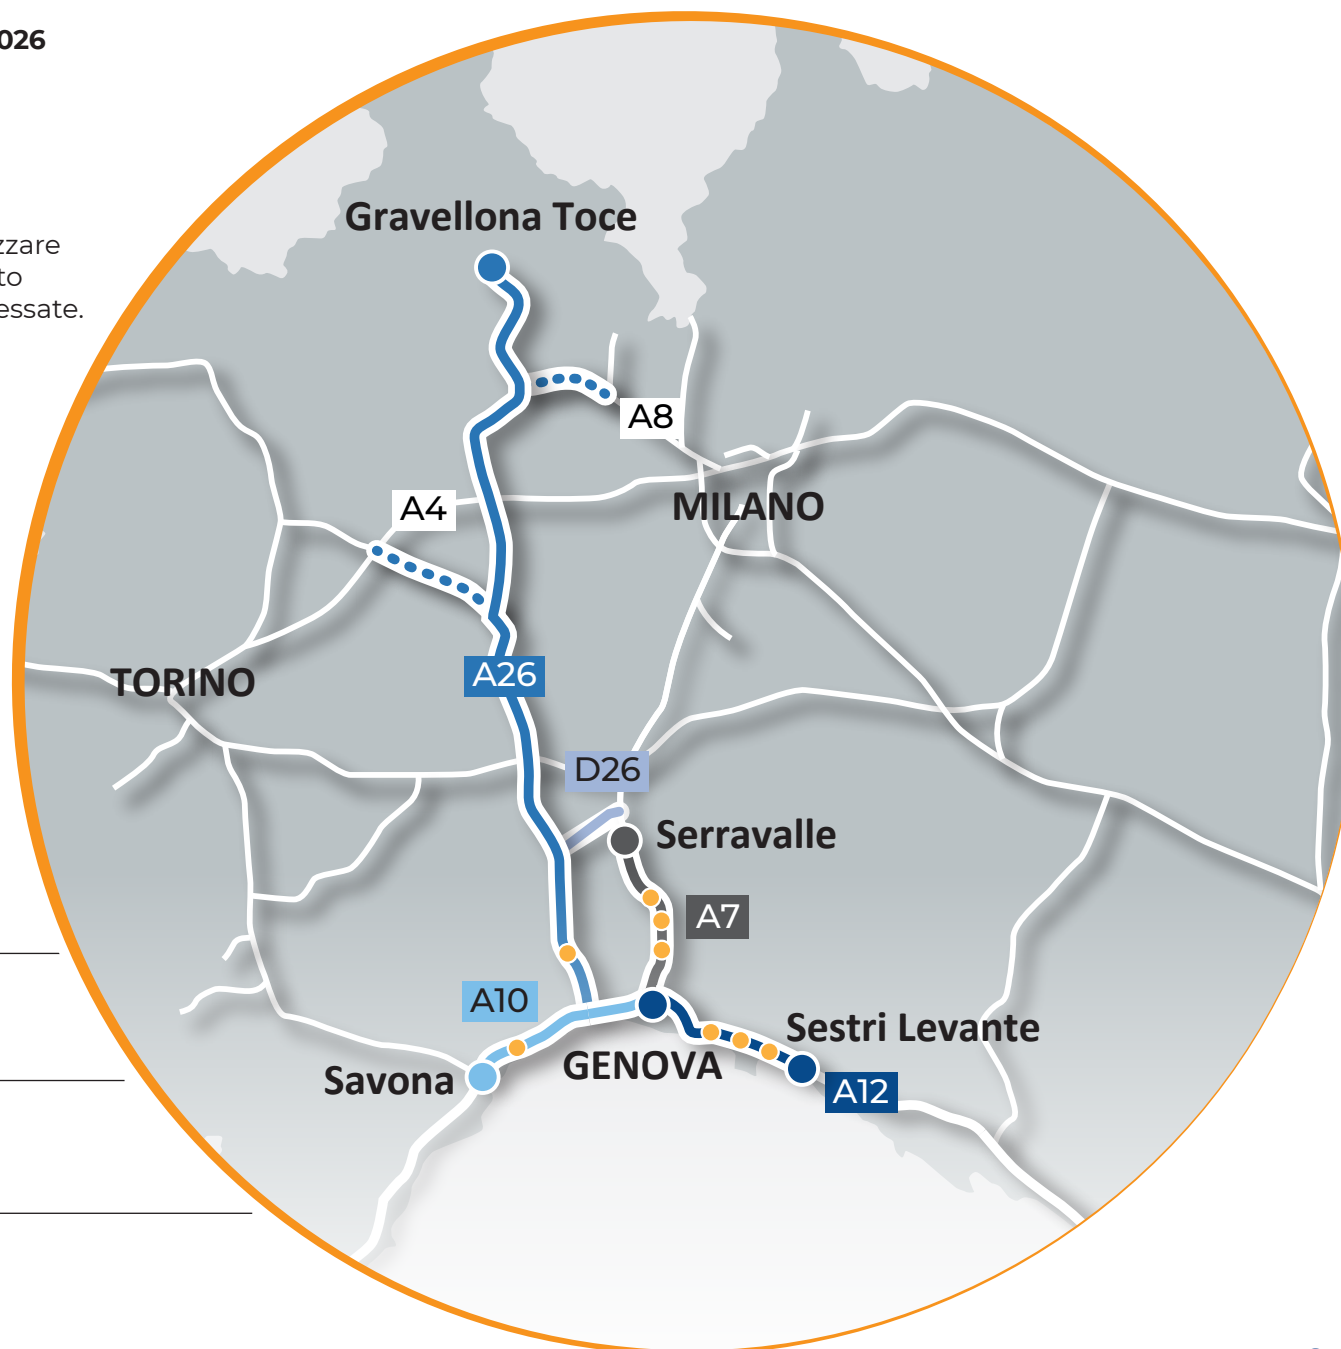 026
zzare
to
essate.
Gravellona Toce
A8
A4
MILANO
TORINO
A26
D26
Serravalle
A7
A10
Sestri Levante
GENOVA
Savona
A12